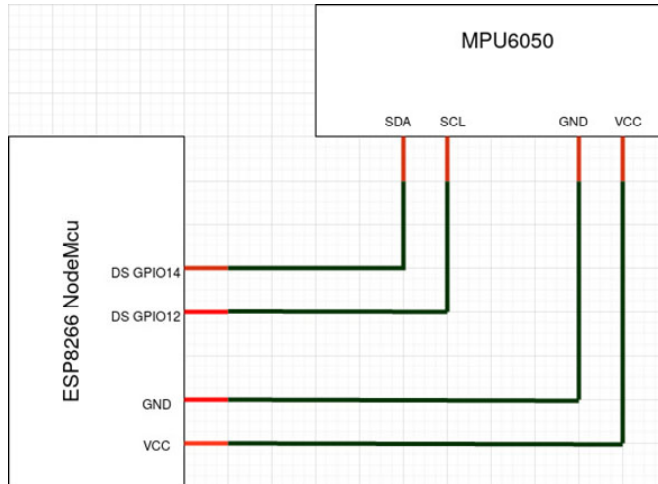 MPU6050
SDA SCL GND VCC
ESP8266 NodeMcu
DS GPIO14
DS GPIO12
GND
VCC